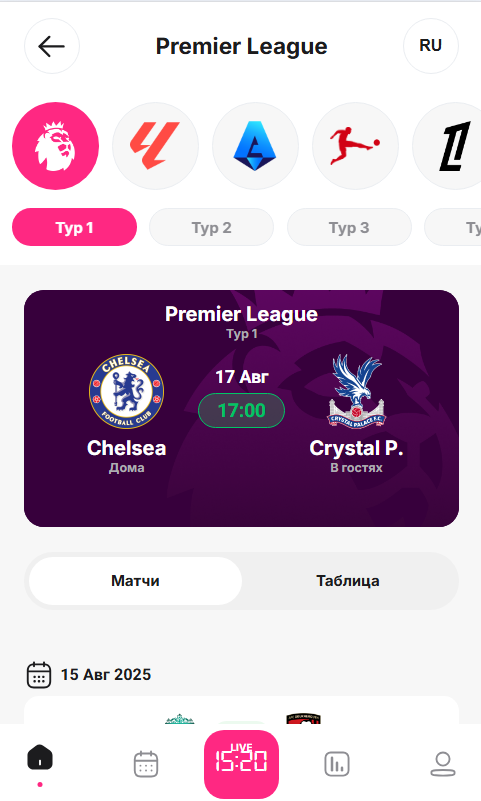 Premier League
RU
Тур 1
Тур 2
Тур 3
Ту
Premier League
Тур 1
CHELSEA
FOOTBALL CLUB
17 Авг
17:00
CRYSTAL PALACE F.C.
Chelsea
Crystal P.
Дома
В гостях
Матчи
Таблица
15 Авг 2025
LIVE
15:20